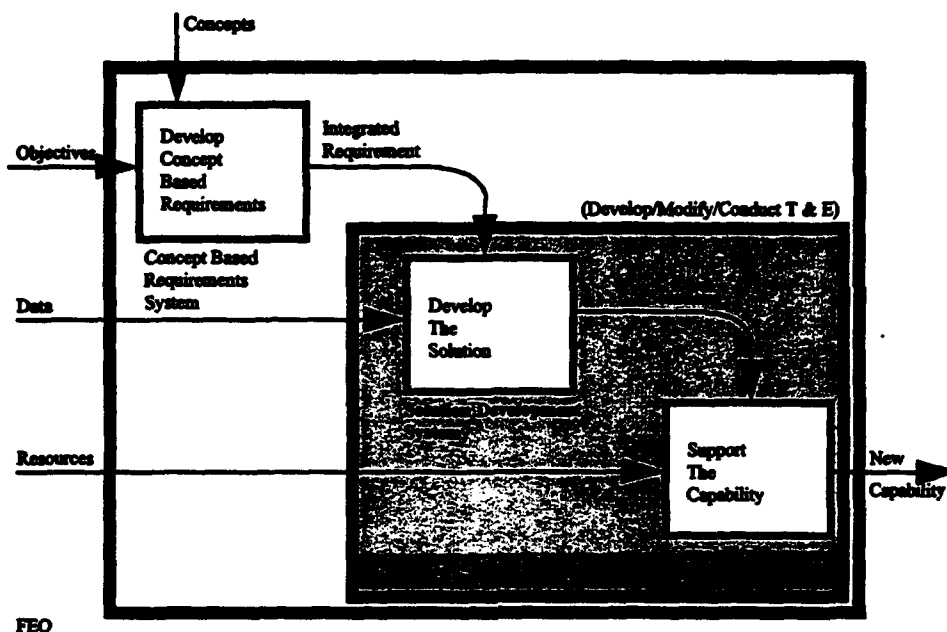 Concepts
Objectives
Develop
Concept
Based
Requirements
Integrated
Requirement
Concept Based
Requirements
System
(Develop/Modify/Conduct T & E)
Data
Develop
The
Solution
Development
Resources
Support
The
Capability
New
Capability
FEO